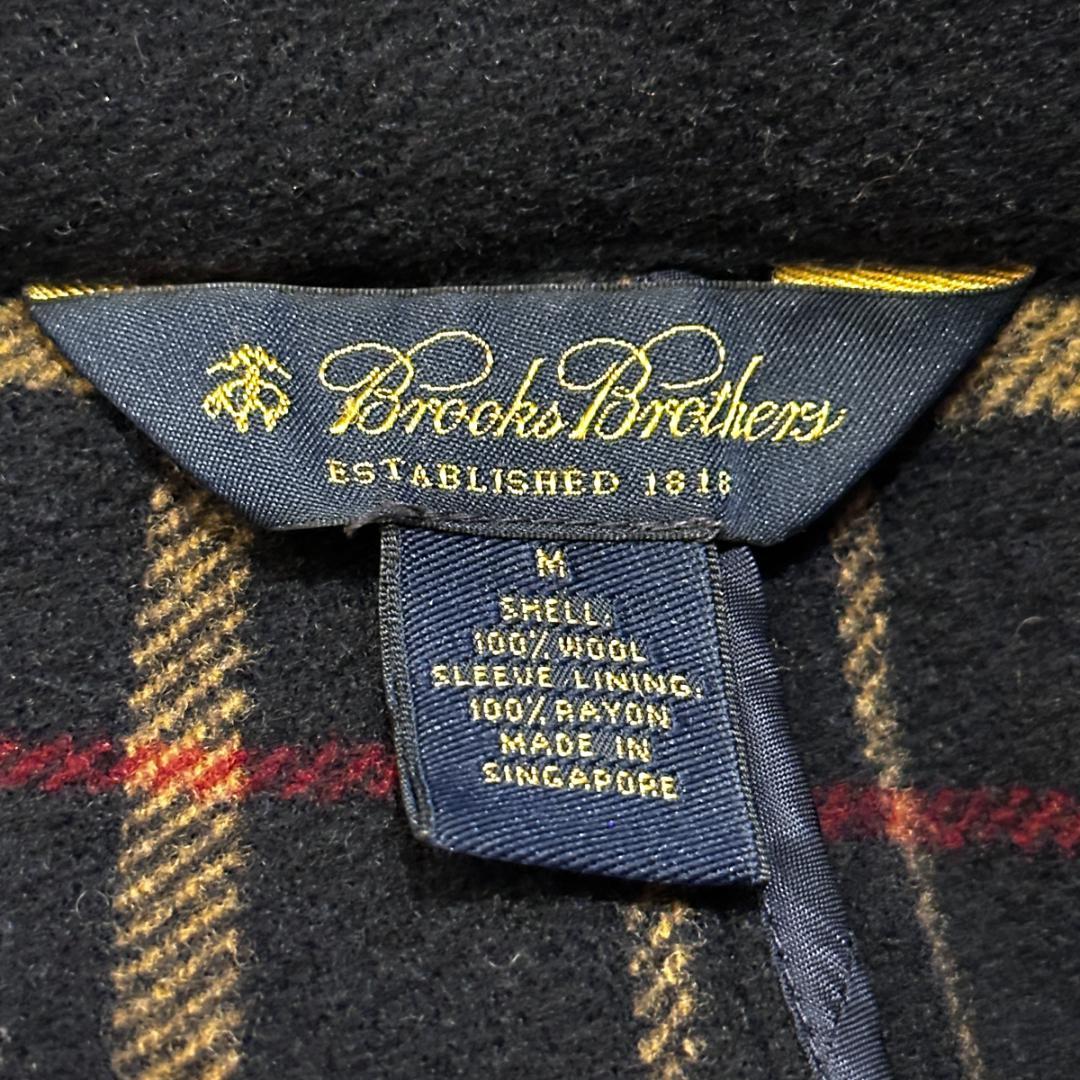 Brooks Brothers
ESTABLISHED 1818
M
SHELL:
100% WOOL
SLEEVE LINING:
100% RAYON
MADE IN
SINGAPORE